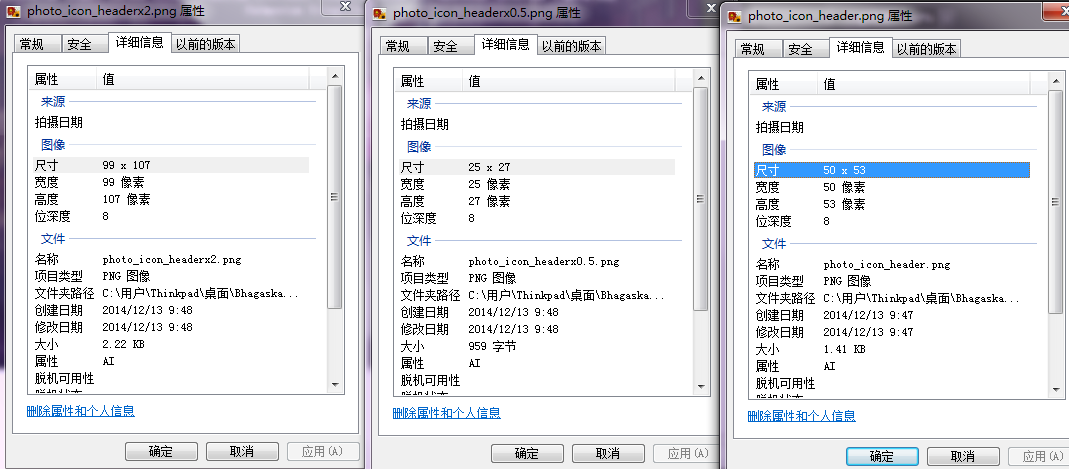 photo_icon_headerx2.png 属性
常规 安全 详细信息 以前的版本
属性 值
来源
拍摄日期
图像
尺寸 99 x 107
宽度 99 像素
高度 107 像素
位深度 8
文件
名称 photo_icon_headerx2.png
项目类型 PNG 图像
文件夹路径 C:\用户\Thinkpad\桌面\Bhagaska...
创建日期 2014/12/13 9:48
修改日期 2014/12/13 9:48
大小 2.22 KB
属性 AI
脱机可用性
删除属性和个人信息
确定 取消 应用(A)
photo_icon_headerx0.5.png 属性
常规 安全 详细信息 以前的版本
属性 值
来源
拍摄日期
图像
尺寸 25 x 27
宽度 25 像素
高度 27 像素
位深度 8
文件
名称 photo_icon_headerx0.5.png
项目类型 PNG 图像
文件夹路径 C:\用户\Thinkpad\桌面\Bhagaska...
创建日期 2014/12/13 9:48
修改日期 2014/12/13 9:48
大小 959 字节
属性 AI
脱机可用性
删除属性和个人信息
确定 取消 应用(A)
photo_icon_header.png 属性
常规 安全 详细信息 以前的版本
属性 值
来源
拍摄日期
图像
尺寸 50 x 53
宽度 50 像素
高度 53 像素
位深度 8
文件
名称 photo_icon_header.png
项目类型 PNG 图像
文件夹路径 C:\用户\Thinkpad\桌面\Bhagaska...
创建日期 2014/12/13 9:47
修改日期 2014/12/13 9:47
大小 1.41 KB
属性 AI
脱机可用性
删除属性和个人信息
确定 取消 应用(A)